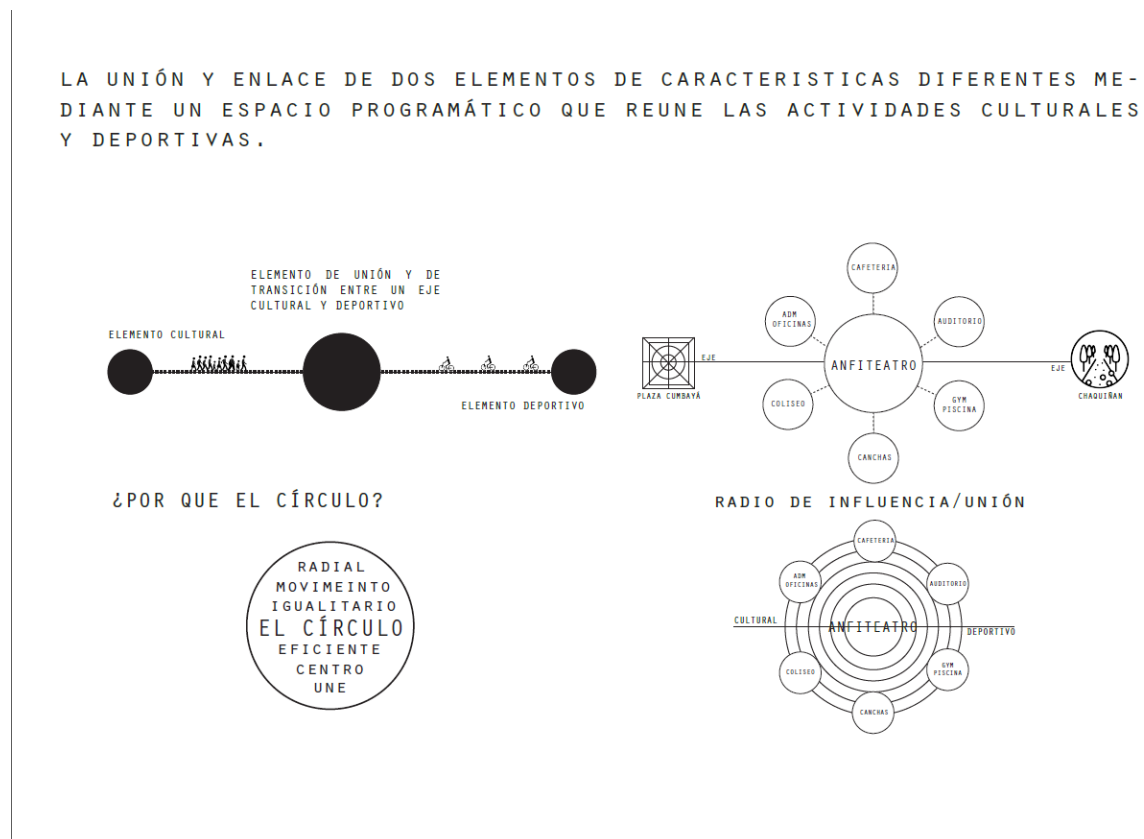 LA UNIÓN Y ENLACE DE DOS ELEMENTOS DE CARACTERISTICAS DIFERENTES ME-
DIANTE UN ESPACIO PROGRAMÁTICO QUE REUNE LAS ACTIVIDADES CULTURALES
Y DEPORTIVAS.
ELEMENTO DE UNIÓN Y DE
TRANSICIÓN ENTRE UN EJE
CULTURAL Y DEPORTIVO
ELEMENTO CULTURAL
ELEMENTO DEPORTIVO
CAFETERIA
ADM
OFICINAS
AUDITORIO
EJE
ANFITEATRO
EJE
PLAZA CUMBAYÁ
CHAQUIÑAN
COLISEO
GYM
PISCINA
CANCHAS
¿POR QUE EL CÍRCULO?
RADIAL
MOVIMEINTO
IGUALITARIO
EL CÍRCULO
EFICIENTE
CENTRO
UNE
RADIO DE INFLUENCIA/UNIÓN
CAFETERIA
ADM
OFICINAS
AUDITORIO
CULTURAL
ANFITEATRO
DEPORTIVO
COLISEO
GYM
PISCINA
CANCHAS